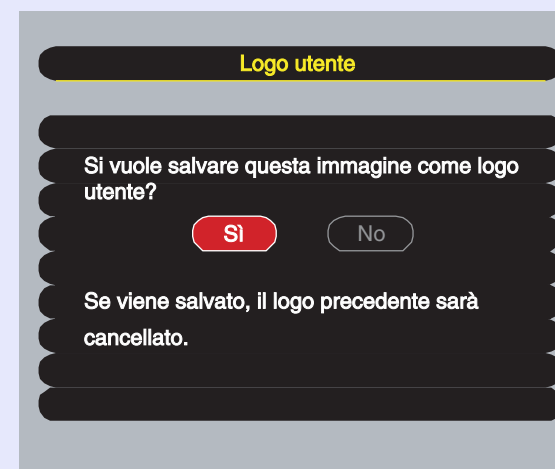 Logo utente
Si vuole salvare questa immagine come logo
utente?
Sì No
Se viene salvato, il logo precedente sarà
cancellato.